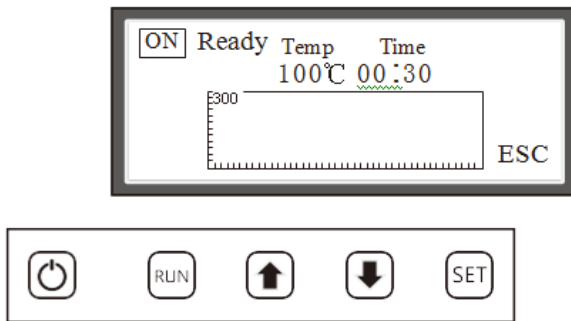 ON Ready Temp Time
100℃ 00:30
300
ESC
RUN SET